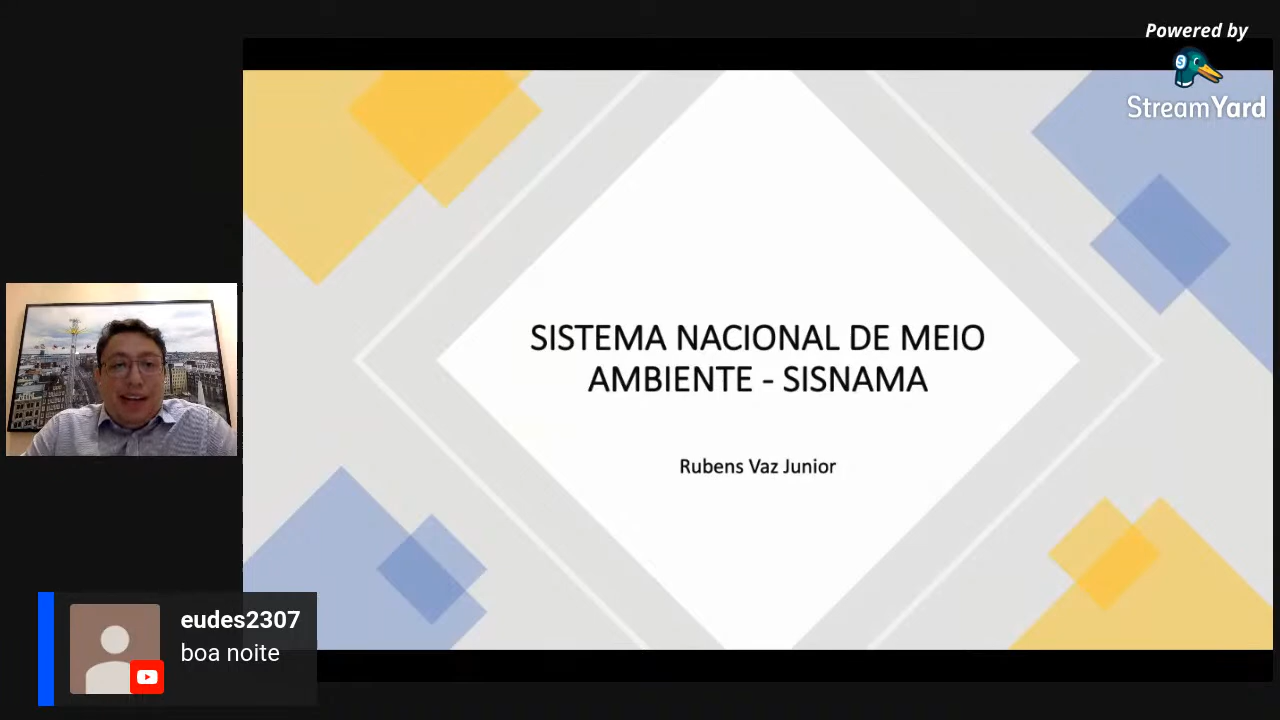 Powered by
StreamYard
SISTEMA NACIONAL DE MEIO
AMBIENTE - SISNAMA
Rubens Vaz Junior
eudes2307
boa noite